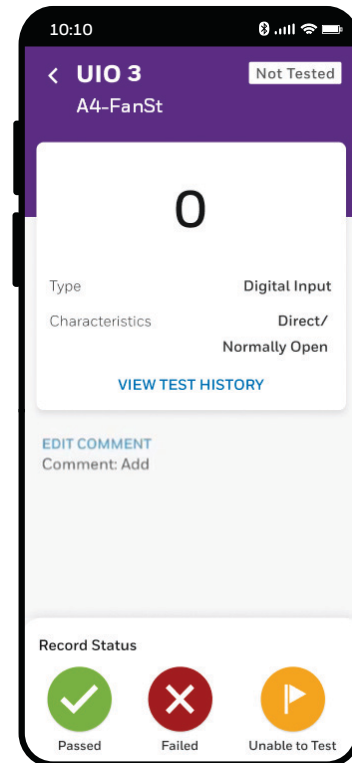 10:10
UIO 3
Not Tested
A4-FanSt
0
Type
Digital Input
Characteristics
Direct/
Normally Open
VIEW TEST HISTORY
EDIT COMMENT
Comment: Add
Record Status
Passed
Failed
Unable to Test